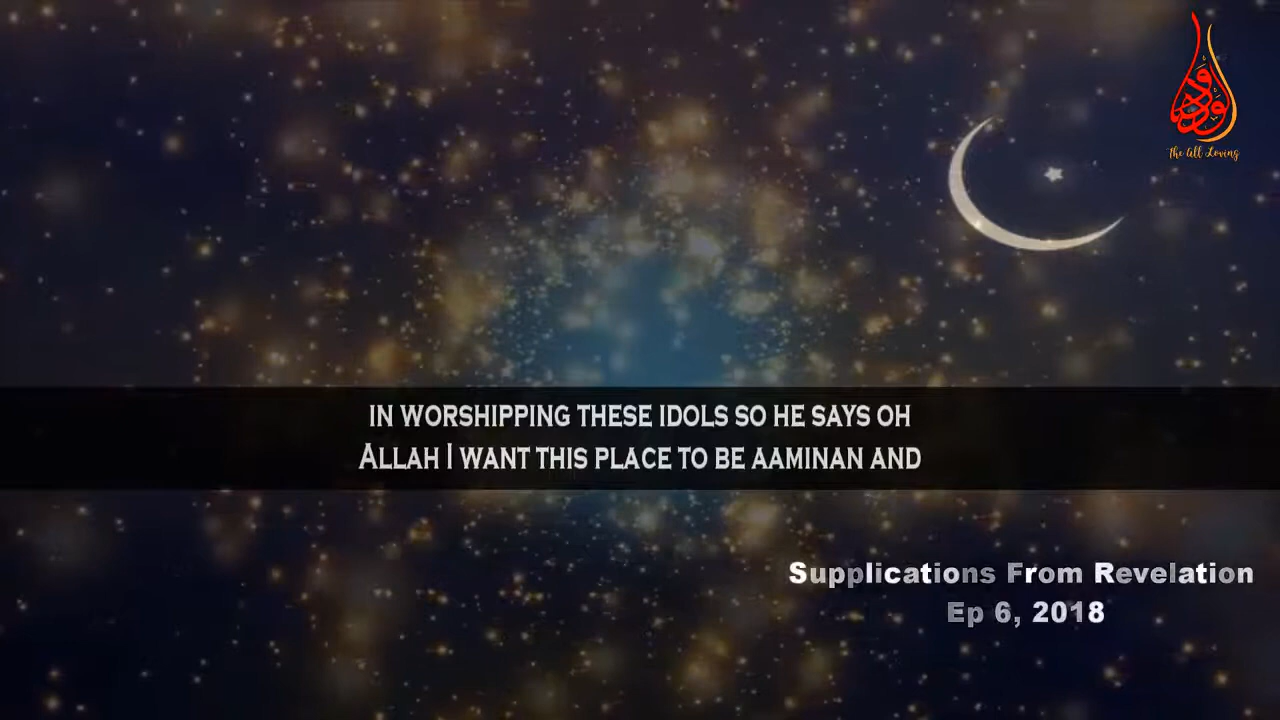 الودود
The All Loving
IN WORSHIPPING THESE IDOLS SO HE SAYS OH
ALLAH I WANT THIS PLACE TO BE AAMINAN AND
Supplications From Revelation
Ep 6, 2018